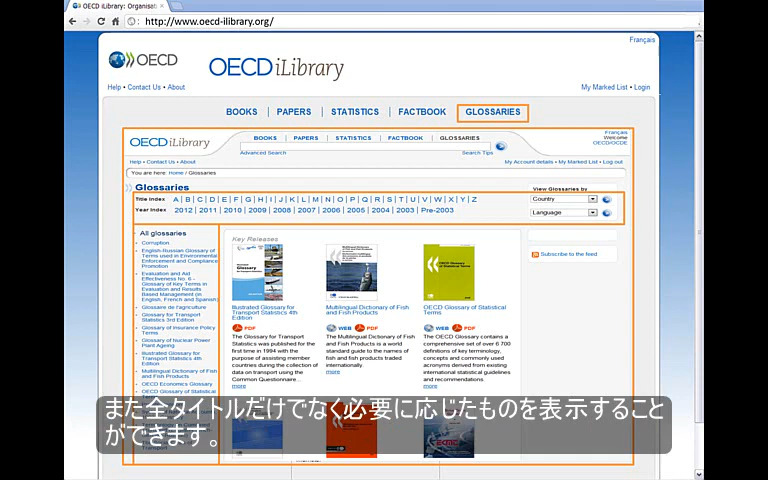 OECD iLibrary: Organisat
http://www.oecd-ilibrary.org/
Français
OECD
OECD iLibrary
Help • Contact Us • About
My Marked List • Login
BOOKS | PAPERS | STATISTICS | FACTBOOK GLOSSARIES
Français
Welcome
OECD/OCDE
OECD iLibrary
BOOKS | PAPERS | STATISTICS | FACTBOOK | GLOSSARIES
Advanced Search
Search Tips
Help • Contact Us • About
My Account details • My Marked List • Log out
You are here: Home / Glossaries
Glossaries
View Glossaries by
Title Index A | B | C | D | E | F | G | H | I | J | K | L | M | N | O | P | Q | R | S | T | U | V | W | X | Y | Z
Country
Year Index 2012 | 2011 | 2010 | 2009 | 2008 | 2007 | 2006 | 2005 | 2004 | 2003 | Pre-2003
Language
All glossaries
Corruption
English-Russian Glossary of
Terms used in Environmental
Enforcement and Compliance
Promotion
Evaluation and Aid
Effectiveness No. 6 -
Glossary of Key Terms in
Evaluation and Results
Based Management (in
English, French and Spanish)
Glossaire de l'agriculture
Glossary for Transport
Statistics 3rd Edition
Glossary of Insurance Policy
Terms
Glossary of Nuclear Power
Plant Ageing
Illustrated Glossary for
Transport Statistics 4th
Edition
Multilingual Dictionary of
Fish and Fish Products
OECD Economics Glossary
OECD Glossary of Statistical
Key Releases
Glossary
Illustrated Glossary for
Transport Statistics 4th
Edition
PDF
The Glossary for Transport
Statistics was published for the
first time in 1994 with the
purpose of assisting member
countries during the collection of
data on transport using the
Common Questionnaire...
more
Multilingual Dictionary of Fish
and Fish Products
WEB PDF
The Multilingual Dictionary of
Fish and Fish Products is a world
standard guide to the names of
fish and fish products traded
internationally.
more
OECD Glossary of Statistical
Terms
WEB PDF
The OECD Glossary contains a
comprehensive set of over 6 700
definitions of key terminology,
concepts and commonly used
acronyms derived from existing
international statistical guidelines
and recommendations.
more
Subscribe to the feed
また全タイトルだけでなく必要に応じたものを表示すること
ができます。